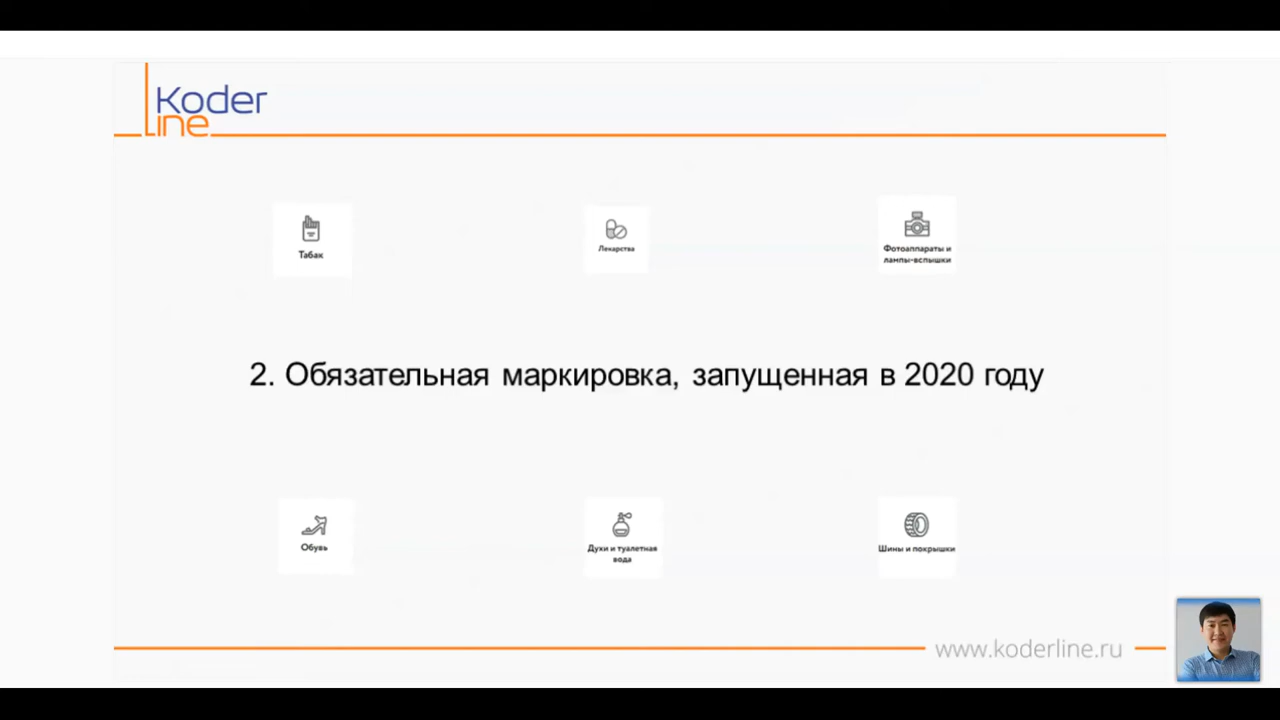 Koder
line
Табак
Лекарства
Фотоаппараты и
лампы-вспышки
2. Обязательная маркировка, запущенная в 2020 году
Обувь
Духи и туалетная
вода
Шины и покрышки
www.koderline.ru